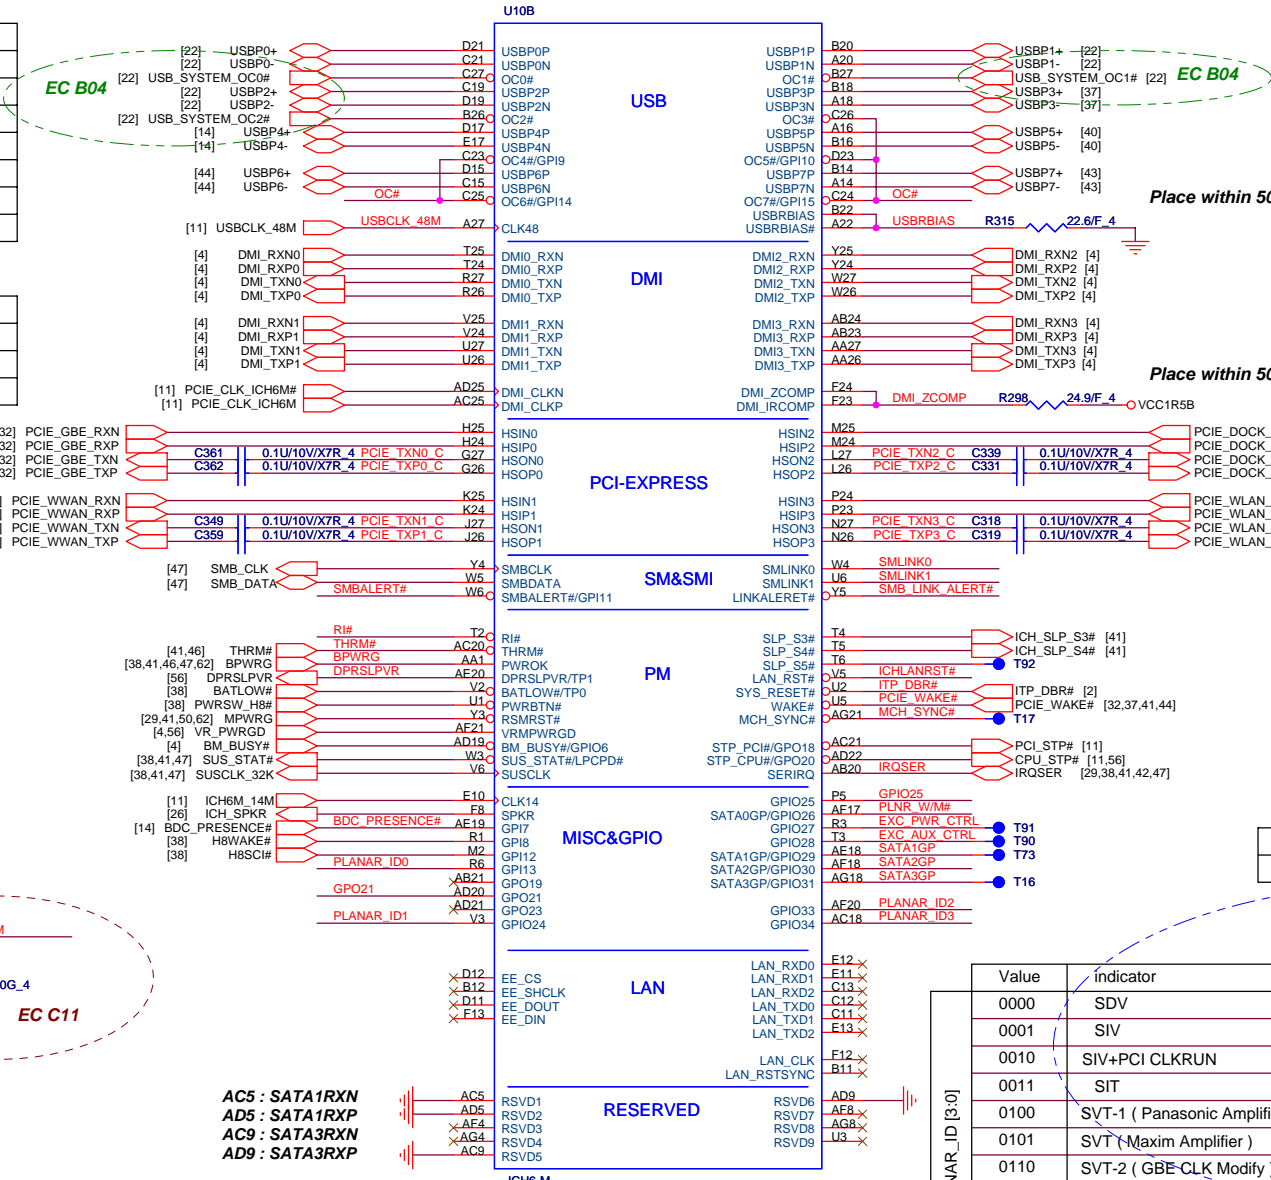 U10B
[22] USBP0+ D21 USBP0P USBP1P B20 USBP1+ [22]
[22] USBP0- C21 USBP0N USBP1N A20 USBP1- [22]
[22] USB_SYSTEM_OC0# C27 OC0# OC1# B27 USB_SYSTEM_OC1# [22]
EC B04
EC B04
[22] USBP2+ C19 USBP2P USB USBP3P B18 USBP3+ [37]
[22] USBP2- D19 USBP2N USBP3N A18 USBP3- [37]
[22] USB_SYSTEM_OC2# B26 OC2# OC3# C26
[14] USBP4+ D17 USBP4P USBP5P A16 USBP5+ [40]
[14] USBP4- E17 USBP4N USBP5N B16 USBP5- [40]
C23 OC4#/GPI9 OC5#/GPI10 D23
[44] USBP6+ D15 USBP6P USBP7P B14 USBP7+ [43]
[44] USBP6- C15 USBP6N USBP7N A14 USBP7- [43]
OC# C25 OC6#/GPI14 OC7#/GPI15 C24 OC#
Place within 50
USBRBIAS B22
[11] USBCLK_48M USBCLK_48M A27 CLK48 USBRBIAS# A22 USBRBIAS R315 22.6/F_4
[4] DMI_RXN0 T25 DMI0_RXN DMI DMI2_RXN Y25 DMI_RXN2 [4]
[4] DMI_RXP0 T24 DMI0_RXP DMI2_RXP Y24 DMI_RXP2 [4]
[4] DMI_TXN0 R27 DMI0_TXN DMI2_TXN W27 DMI_TXN2 [4]
[4] DMI_TXP0 R26 DMI0_TXP DMI2_TXP W26 DMI_TXP2 [4]
[4] DMI_RXN1 V25 DMI1_RXN DMI3_RXN AB24 DMI_RXN3 [4]
[4] DMI_RXP1 V24 DMI1_RXP DMI3_RXP AB23 DMI_RXP3 [4]
[4] DMI_TXN1 U27 DMI1_TXN DMI3_TXN AA27 DMI_TXN3 [4]
[4] DMI_TXP1 U26 DMI1_TXP DMI3_TXP AA26 DMI_TXP3 [4]
Place within 50
[11] PCIE_CLK_ICH6M# AD25 DMI_CLKN DMI_ZCOMP F24
[11] PCIE_CLK_ICH6M AC25 DMI_CLKP DMI_IRCOMP F23 DMI_ZCOMP R298 24.9/F_4 VCC1R5B
32] PCIE_GBE_RXN H25 HSIN0 HSIN2 M25 PCIE_DOCK_
32] PCIE_GBE_RXP H24 HSIP0 HSIP2 M24 PCIE_DOCK_
32] PCIE_GBE_TXN C361 0.1U/10V/X7R_4 PCIE_TXN0_C G27 HSON0 HSON2 L27 PCIE_TXN2_C C339 0.1U/10V/X7R_4 PCIE_DOCK_
32] PCIE_GBE_TXP C362 0.1U/10V/X7R_4 PCIE_TXP0_C G26 HSOP0 HSOP2 L26 PCIE_TXP2_C C331 0.1U/10V/X7R_4 PCIE_DOCK_
PCI-EXPRESS
] PCIE_WWAN_RXN K25 HSIN1 HSIN3 P24 PCIE_WLAN_
] PCIE_WWAN_RXP K24 HSIP1 HSIP3 P23 PCIE_WLAN_
] PCIE_WWAN_TXN C349 0.1U/10V/X7R_4 PCIE_TXN1_C J27 HSON1 HSON3 N27 PCIE_TXN3_C C318 0.1U/10V/X7R_4 PCIE_WLAN_
] PCIE_WWAN_TXP C359 0.1U/10V/X7R_4 PCIE_TXP1_C J26 HSOP1 HSOP3 N26 PCIE_TXP3_C C319 0.1U/10V/X7R_4 PCIE_WLAN_
[47] SMB_CLK Y4 SMBCLK SMLINK0 W4 SMLINK0
[47] SMB_DATA W5 SMBDATA SM&SMI SMLINK1 U6 SMLINK1
SMBALERT# W6 SMBALERT#/GPI11 LINKALERET# Y5 SMB_LINK_ALERT#
RI# T2 RI# SLP_S3# T4 ICH_SLP_S3# [41]
[41,46] THRM# THRM# AC20 THRM# SLP_S4# T5 ICH_SLP_S4# [41]
[38,41,46,47,62] BPWRG BPWRG AA1 PWROK SLP_S5# T6 T92
[56] DPRSLPVR DPRSLPVR AE20 DPRSLPVR/TP1 PM LAN_RST# V5 ICHLANRST#
[38] BATLOW# V2 BATLOW#/TP0 SYS_RESET# U2 ITP_DBR# ITP_DBR# [2]
[38] PWRSW_H8# U1 PWRBTN# WAKE# U5 PCIE_WAKE# PCIE_WAKE# [32,37,41,44]
[29,41,50,62] MPWRG Y3 RSMRST# MCH_SYNC# AG21 MCH_SYNC# T17
[4,56] VR_PWRGD AF21 VRMPWRGD
[4] BM_BUSY# AD19 BM_BUSY#/GPIO6 STP_PCI#/GPO18 AC21 PCI_STP# [11]
[38,41,47] SUS_STAT# W3 SUS_STAT#/LPCPD# STP_CPU#/GPO20 AD22 CPU_STP# [11,56]
[38,41,47] SUSCLK_32K V6 SUSCLK SERIRQ AB20 IRQSER IRQSER [29,38,41,42,47]
[11] ICH6M_14M E10 CLK14 GPIO25 P5 GPIO25
[26] ICH_SPKR F8 SPKR SATA0GP/GPIO26 AF17 PLNR_W/M#
[14] BDC_PRESENCE# BDC_PRESENCE# AE19 GPI7 GPIO27 R3 EXC_PWR_CTRL T91
[38] H8WAKE# R1 GPI8 MISC&GPIO GPIO28 T3 EXC_AUX_CTRL T90
[38] H8SCI# M2 GPI12 SATA1GP/GPIO29 AE18 SATA1GP T73
PLANAR_ID0 R6 GPI13 SATA2GP/GPIO30 AF18 SATA2GP
AB21 GPO19 SATA3GP/GPIO31 AG18 SATA3GP T16
GPO21 AD20 GPO21
AD21 GPO23 GPIO33 AF20 PLANAR_ID2
PLANAR_ID1 V3 GPIO24 GPIO34 AC18 PLANAR_ID3
M
0G_4
EC C11
LAN_RXD0 E12
D12 EE_CS LAN_RXD1 E11
B12 EE_SHCLK LAN LAN_RXD2 C13
D11 EE_DOUT LAN_TXD0 C12
F13 EE_DIN LAN_TXD1 C11
LAN_TXD2 E13
LAN_CLK F12
LAN_RSTSYNC B11
AC5 : SATA1RXN AC5 RSVD1 RESERVED RSVD6 AD9
AD5 : SATA1RXP AD5 RSVD2 RSVD7 AF8
AF4 RSVD3 RSVD8 AG8
AC9 : SATA3RXN AG4 RSVD4 RSVD9 U3
AD9 : SATA3RXP AC9 RSVD5
ICH6-M
Value indicator
0000 SDV
0001 SIV
0010 SIV+PCI CLKRUN
0011 SIT
0100 SVT-1 ( Panasonic Amplifi
0101 SVT ( Maxim Amplifier )
0110 SVT-2 ( GBE CLK Modify )
NAR_ID [3:0]